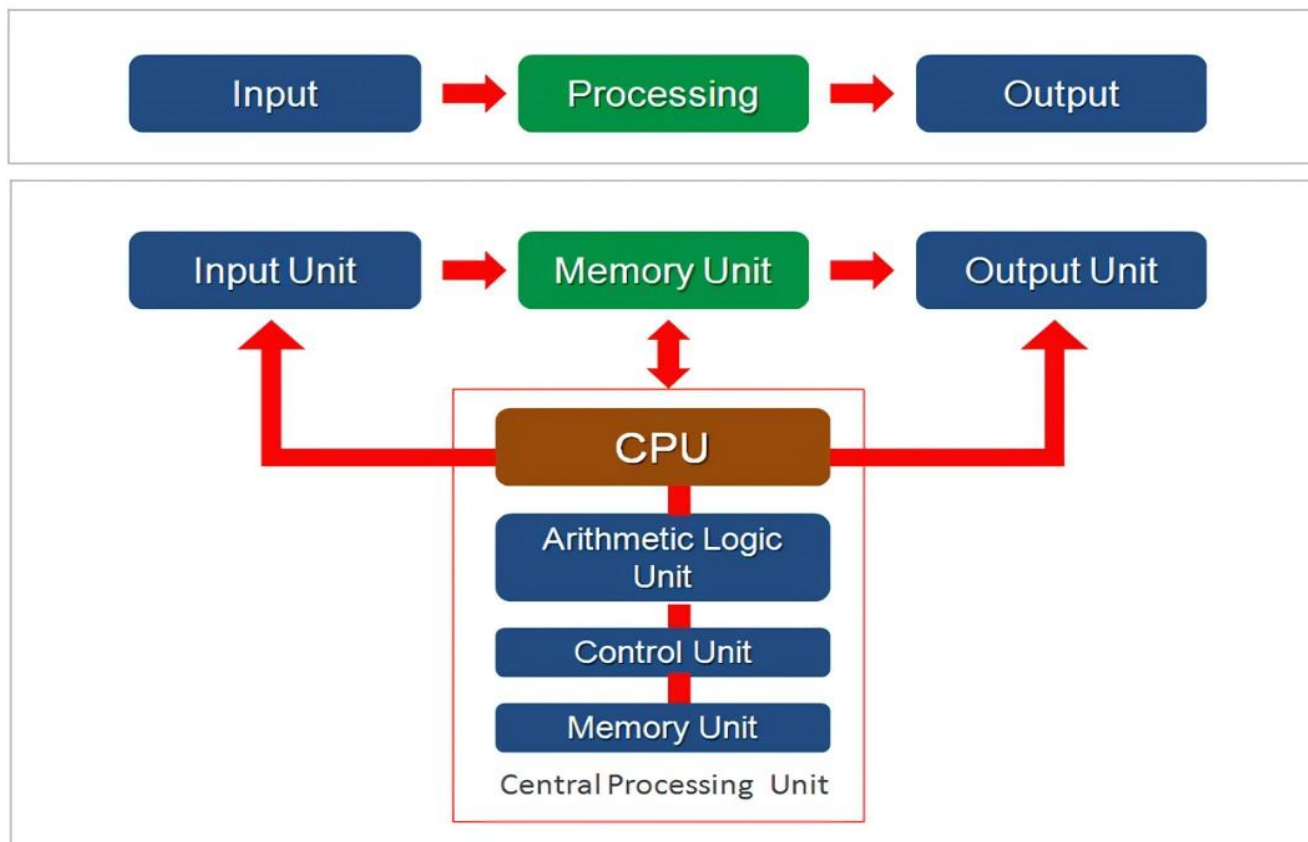 Input
Processing
Output
Input Unit
Memory Unit
Output Unit
CPU
Arithmetic Logic
Unit
Control Unit
Memory Unit
Central Processing Unit